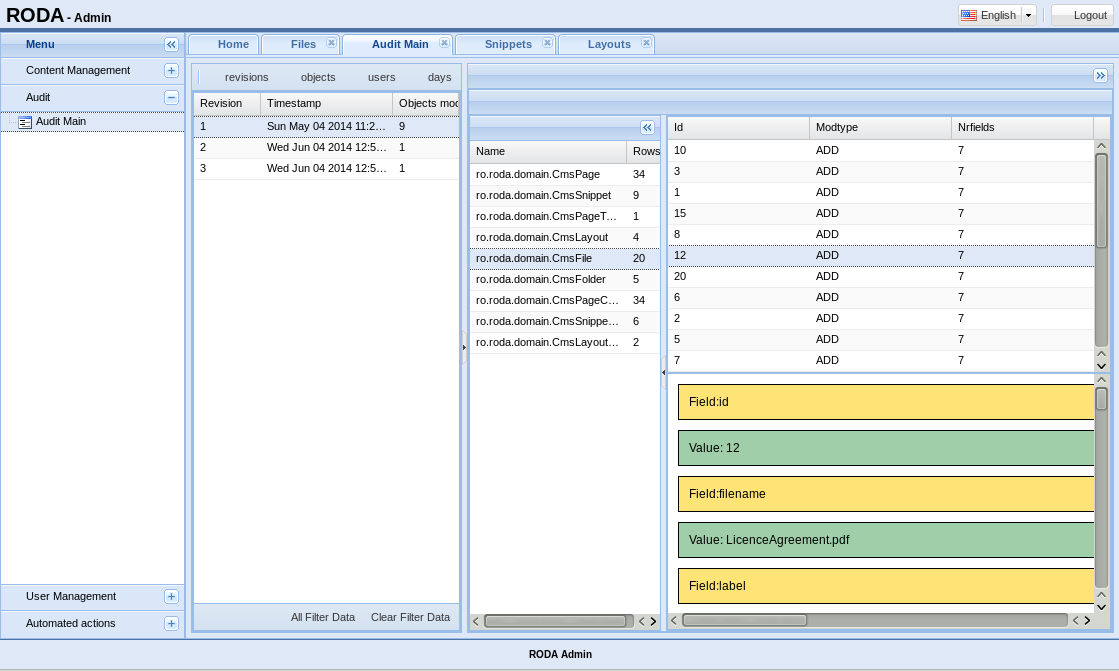 RODA - Admin
English
Logout
Menu
Home
Files
Audit Main
Snippets
Layouts
Content Management
Audit
Audit Main
User Management
Automated actions
revisions objects users days
Revision Timestamp Objects mod
1 Sun May 04 2014 11:2... 9
2 Wed Jun 04 2014 12:5... 1
3 Wed Jun 04 2014 12:5... 1
All Filter Data Clear Filter Data
Name Rows
ro.roda.domain.CmsPage 34
ro.roda.domain.CmsSnippet 9
ro.roda.domain.CmsPageT... 1
ro.roda.domain.CmsLayout 4
ro.roda.domain.CmsFile 20
ro.roda.domain.CmsFolder 5
ro.roda.domain.CmsPageC... 34
ro.roda.domain.CmsSnippe... 6
ro.roda.domain.CmsLayout... 2
Id Modtype Nrfields
10 ADD 7
3 ADD 7
1 ADD 7
15 ADD 7
8 ADD 7
12 ADD 7
20 ADD 7
6 ADD 7
2 ADD 7
5 ADD 7
7 ADD 7
Field:id
Value: 12
Field:filename
Value: LicenceAgreement.pdf
Field:label
RODA Admin